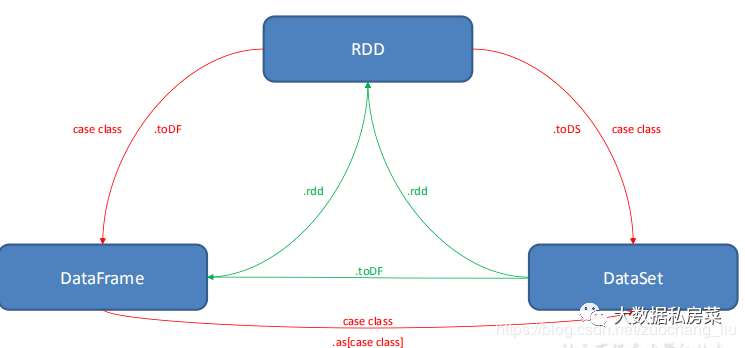 RDD
case class
.toDF
.toDS
case class
.rdd
.rdd
DataFrame
.toDF
DataSet
case class
大数据私房菜
https://blog.csdn.net/zuochang_liu
.as[case class]